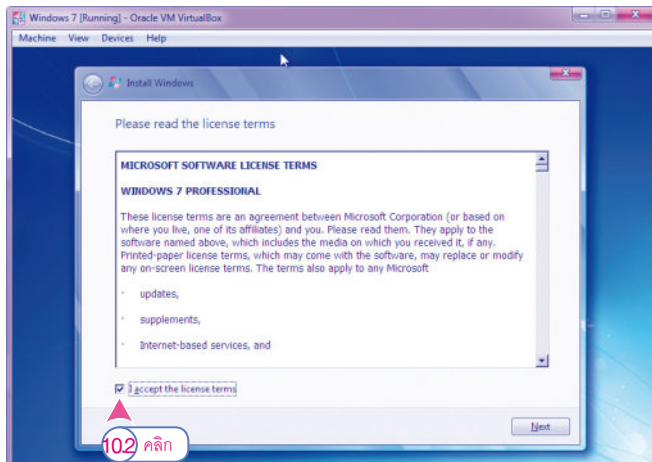 Windows 7 [Running] - Oracle VM VirtualBox
Machine View Devices Help
Install Windows
Please read the license terms
MICROSOFT SOFTWARE LICENSE TERMS
WINDOWS 7 PROFESSIONAL
These license terms are an agreement between Microsoft Corporation (or based on
where you live, one of its affiliates) and you. Please read them. They apply to the
software named above, which includes the media on which you received it, if any.
Printed-paper license terms, which may come with the software, may replace or modify
any on-screen license terms. The terms also apply to any Microsoft
· updates,
· supplements,
· Internet-based services, and
I accept the license terms
Next
10.2 คลิก